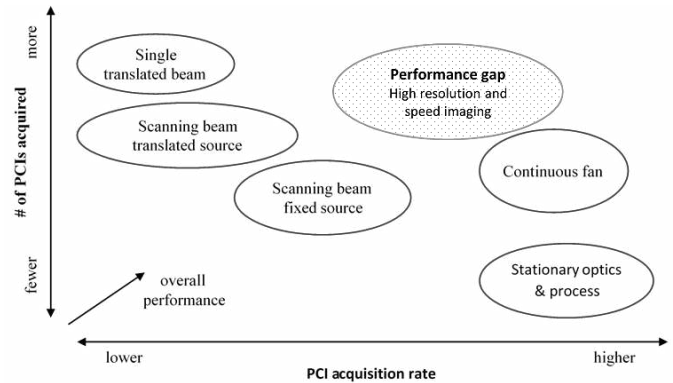 more
# of PCIs acquired
fewer
Single
translated beam
Scanning beam
translated source
Scanning beam
fixed source
Performance gap
High resolution and
speed imaging
Continuous fan
Stationary optics
& process
overall
performance
lower
higher
PCI acquisition rate